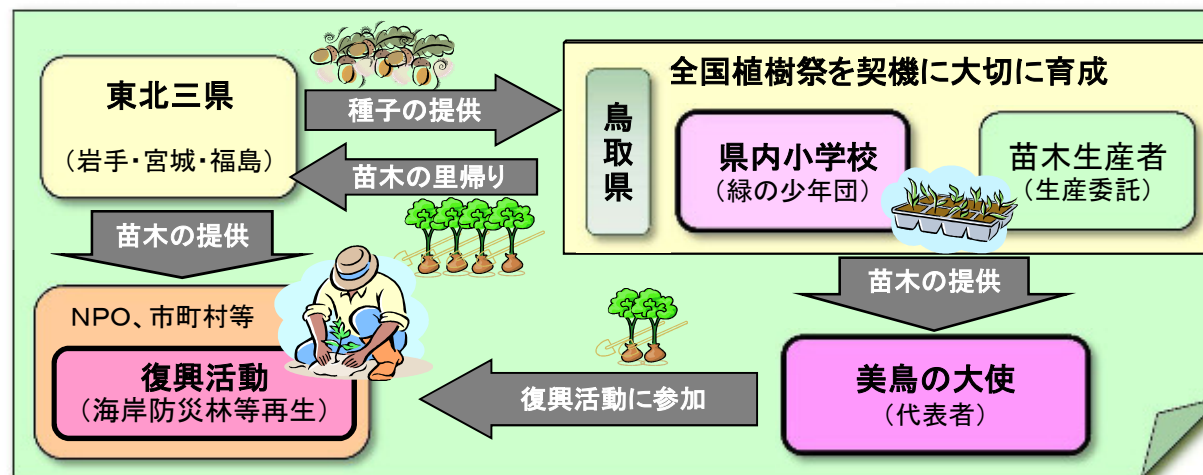 東北三県
（岩手・宮城・福島）
種子の提供
苗木の里帰り
全国植樹祭を契機に大切に育成
鳥取県
県内小学校
（緑の少年団）
苗木生産者
（生産委託）
苗木の提供
苗木の提供
NPO、市町村等
復興活動
（海岸防災林等再生）
復興活動に参加
美鳥の大使
（代表者）